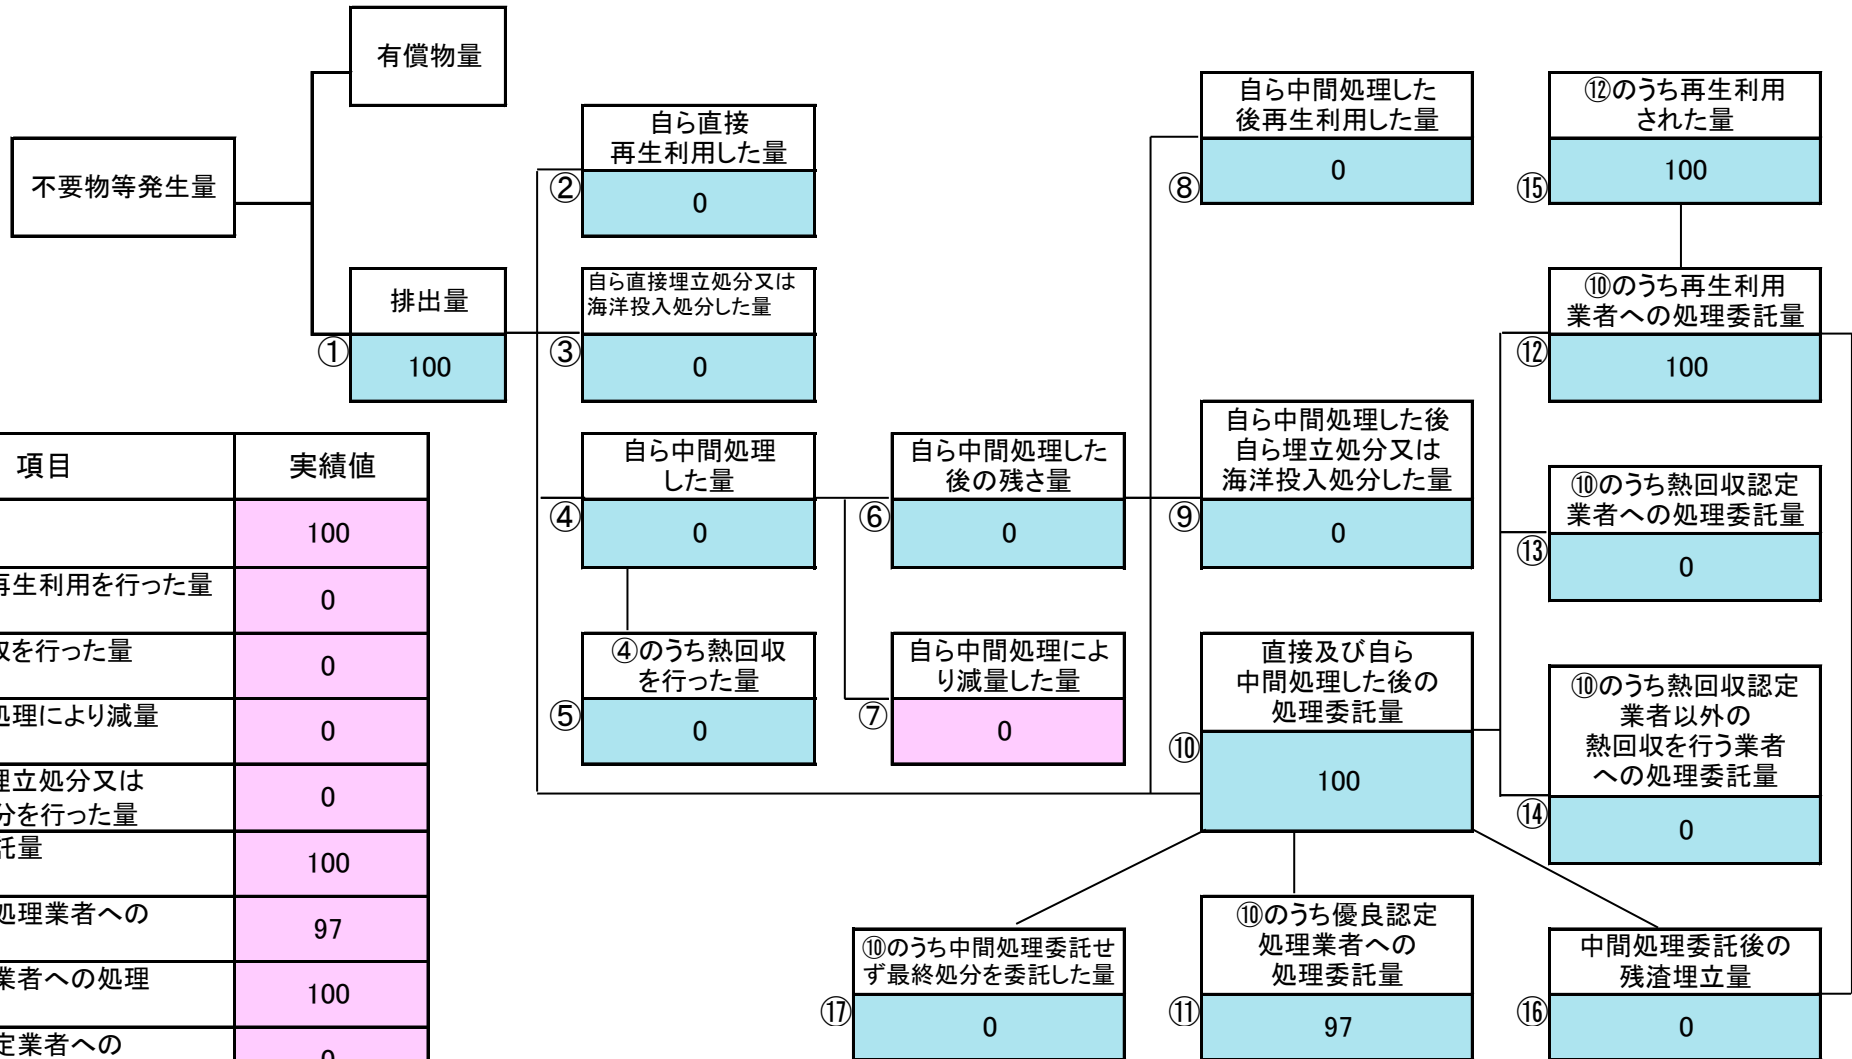 有償物量
不要物等発生量
排出量
①
100
自ら直接
再生利用した量
②
0
自ら直接埋立処分又は
海洋投入処分した量
③
0
自ら中間処理
した量
④
0
④のうち熱回収
を行った量
⑤
0
自ら中間処理した
後の残さ量
⑥
0
自ら中間処理によ
り減量した量
⑦
0
自ら中間処理した
後再生利用した量
⑧
0
自ら中間処理した後
自ら埋立処分又は
海洋投入処分した量
⑨
0
直接及び自ら
中間処理した後の
処理委託量
⑩
100
⑫のうち再生利用
された量
⑮
100
⑩のうち再生利用
業者への処理委託量
⑫
100
⑩のうち熱回収認定
業者への処理委託量
⑬
0
⑩のうち熱回収認定
業者以外の
熱回収を行う業者
への処理委託量
⑭
0
⑩のうち中間処理委託せ
ず最終処分を委託した量
⑰
0
⑩のうち優良認定
処理業者への
処理委託量
⑪
97
中間処理委託後の
残渣埋立量
⑯
0
項目 実績値
100
再生利用を行った量
0
を行った量
0
処理により減量
0
埋立処分又は
を行った量
0
託量
100
処理業者への
97
業者への処理
100
定業者への
0